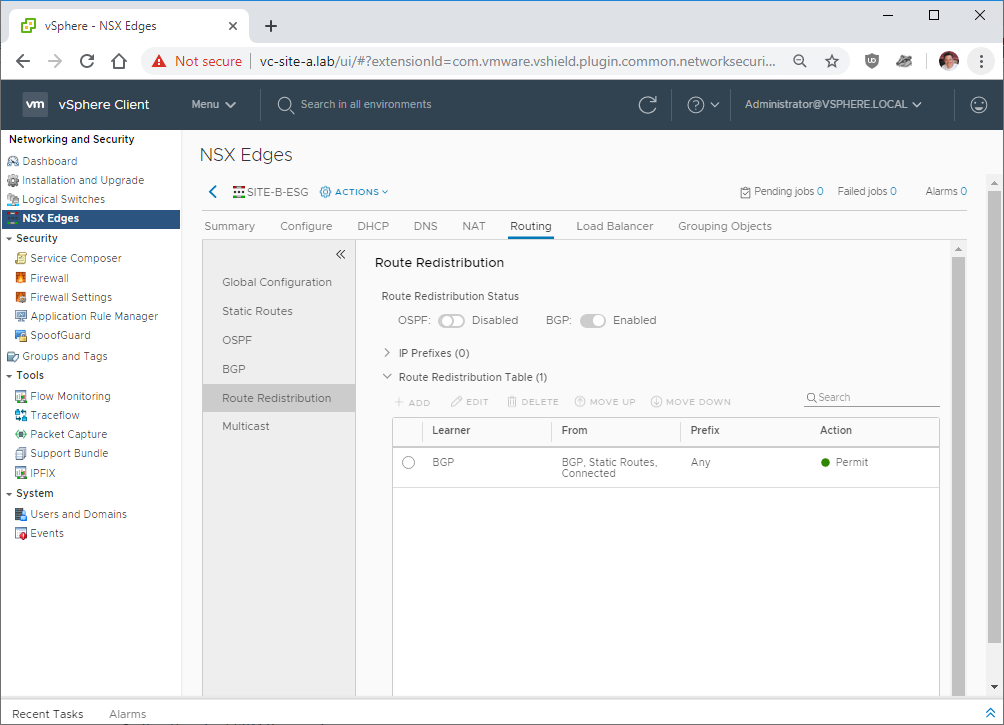 vSphere - NSX Edges
Not secure
vc-site-a.lab/ui/#?extensionId=com.vmware.vshield.plugin.common.networksecuri...
vm vSphere Client
Menu
Search in all environments
Administrator@VSPHERE.LOCAL
Networking and Security
Dashboard
Installation and Upgrade
Logical Switches
NSX Edges
Security
Service Composer
Firewall
Firewall Settings
Application Rule Manager
SpoofGuard
Groups and Tags
Tools
Flow Monitoring
Traceflow
Packet Capture
Support Bundle
IPFIX
System
Users and Domains
Events
NSX Edges
SITE-B-ESG ACTIONS
Pending jobs 0 Failed jobs 0 Alarms 0
Summary Configure DHCP DNS NAT Routing Load Balancer Grouping Objects
Global Configuration
Static Routes
OSPF
BGP
Route Redistribution
Multicast
Route Redistribution
Route Redistribution Status
OSPF: Disabled BGP: Enabled
IP Prefixes (0)
Route Redistribution Table (1)
ADD EDIT DELETE MOVE UP MOVE DOWN Search
Learner From Prefix Action
BGP BGP, Static Routes, Any Permit
Connected
Recent Tasks Alarms